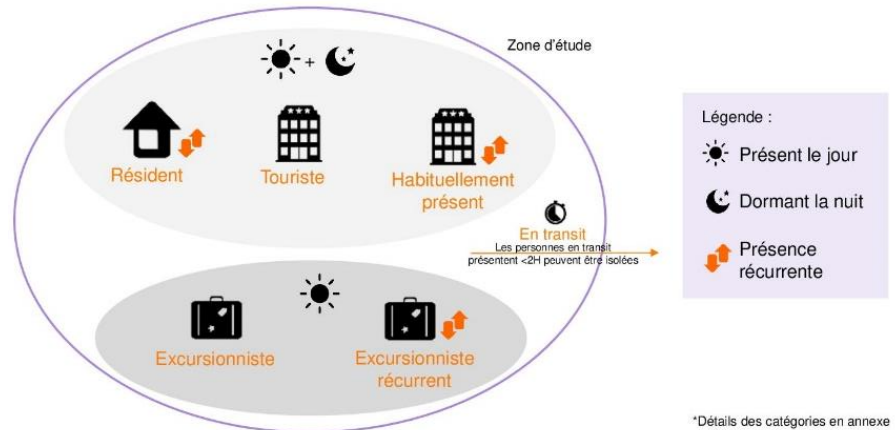 Zone d'étude
+
Résident
Touriste
Habituellement
présent
En transit
Les personnes en transit
présentent <2H peuvent être isolées
Excursionniste
Excursionniste
récurrent
Légende :
Présent le jour
Dormant la nuit
Présence
récurrente
*Détails des catégories en annexe